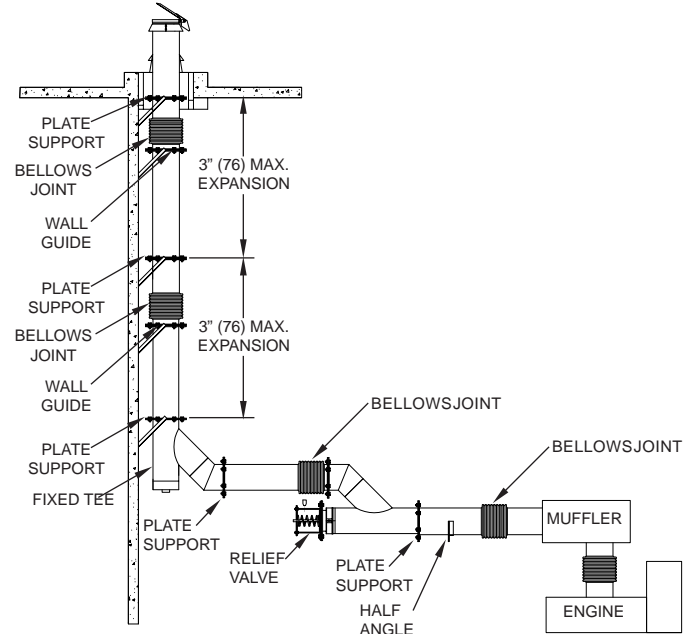 PLATE
SUPPORT
BELLOWS
JOINT
3" (76) MAX.
EXPANSION
WALL
GUIDE
PLATE
SUPPORT
BELLOWS
JOINT
3" (76) MAX.
EXPANSION
WALL
GUIDE
BELLOWSJOINT
PLATE
SUPPORT
BELLOWSJOINT
FIXED TEE
PLATE
SUPPORT
RELIEF
VALVE
PLATE
SUPPORT
HALF
ANGLE
MUFFLER
ENGINE